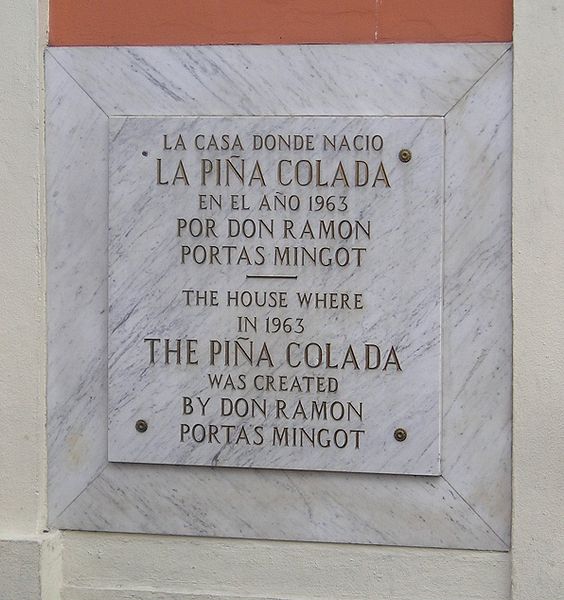 LA CASA DONDE NACIO
LA PIÑA COLADA
EN EL AÑO 1963
POR DON RAMON
PORTAS MINGOT
THE HOUSE WHERE
IN 1963
THE PIÑA COLADA
WAS CREATED
BY DON RAMON
PORTAS MINGOT